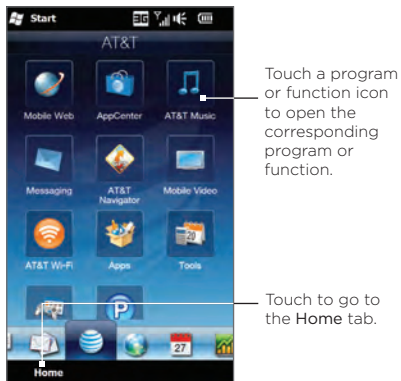 Start
3G
AT&T
Mobile Web
AppCenter
AT&T Music
Messaging
AT&T
Navigator
Mobile Video
AT&T Wi-Fi
Apps
Tools
P
27
Home
Touch a program
or function icon
to open the
corresponding
program or
function.
Touch to go to
the Home tab.